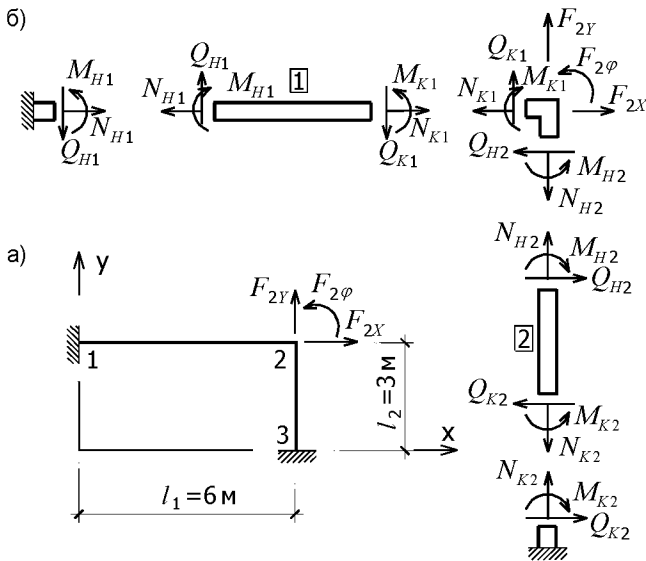 б)
M_{H1}
N_{H1}
Q_{H1}
Q_{H1}
N_{H1}
M_{H1}
1
M_{K1}
N_{K1}
Q_{K1}
F_{2Y}
Q_{K1}
F_{2φ}
M_{K1}
N_{K1}
F_{2X}
Q_{H2}
M_{H2}
N_{H2}
а)
y
F_{2Y}
F_{2φ}
F_{2X}
1
2
3
l_2=3м
x
l_1=6м
N_{H2}
M_{H2}
Q_{H2}
2
Q_{K2}
M_{K2}
N_{K2}
N_{K2}
M_{K2}
Q_{K2}